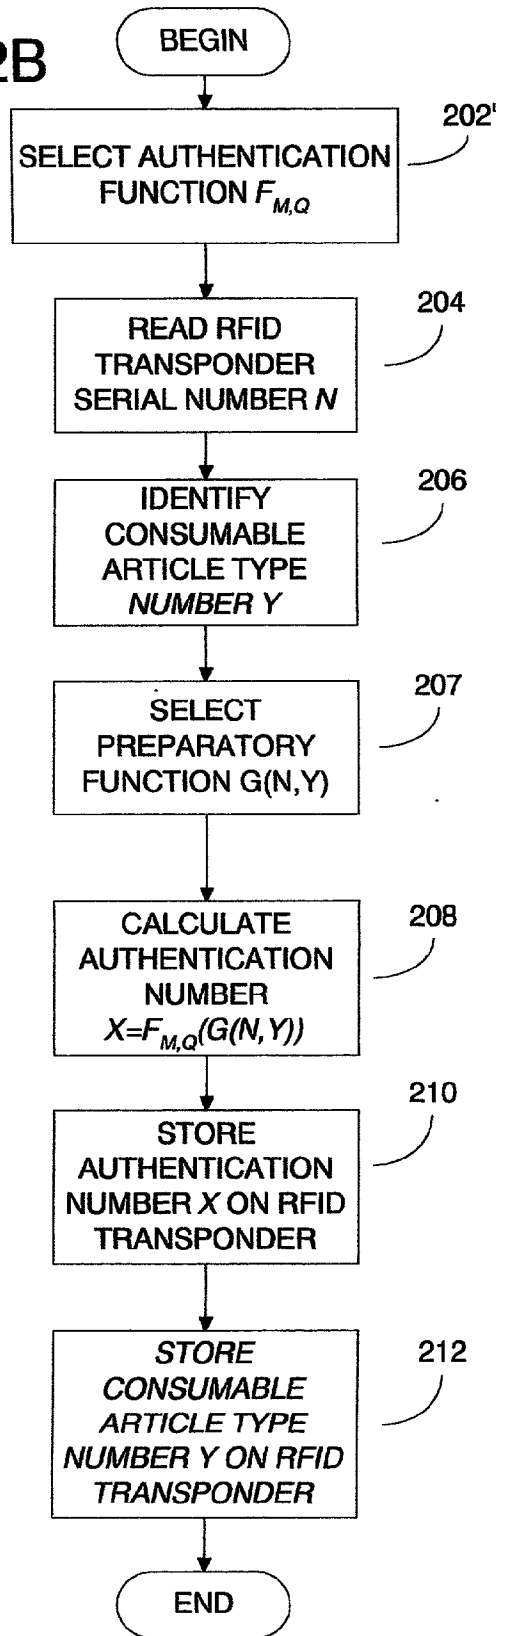 2B
BEGIN
202'
SELECT AUTHENTICATION
FUNCTION F_M,Q
204
READ RFID
TRANSPONDER
SERIAL NUMBER N
206
IDENTIFY
CONSUMABLE
ARTICLE TYPE
NUMBER Y
207
SELECT
PREPARATORY
FUNCTION G(N,Y)
208
CALCULATE
AUTHENTICATION
NUMBER
X=F_M,Q(G(N,Y))
210
STORE
AUTHENTICATION
NUMBER X ON RFID
TRANSPONDER
212
STORE
CONSUMABLE
ARTICLE TYPE
NUMBER Y ON RFID
TRANSPONDER
END